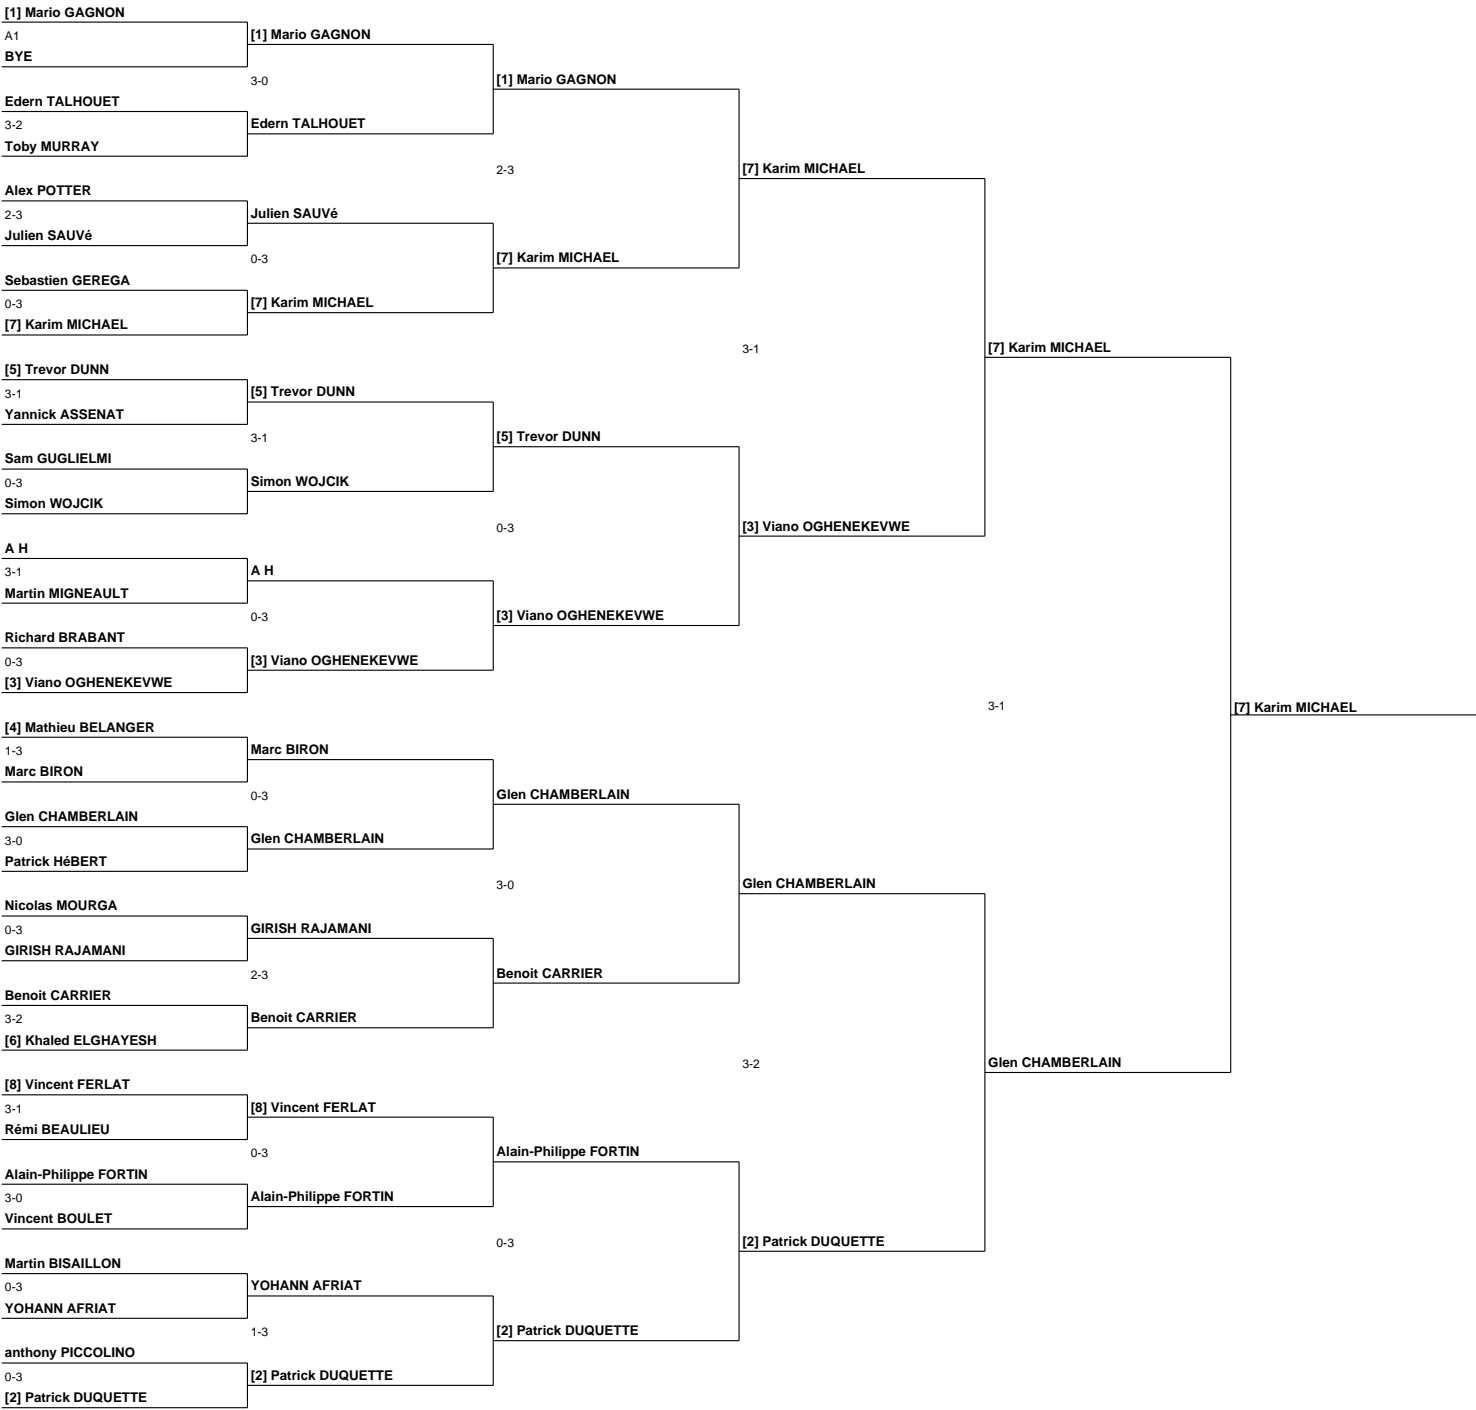 [1] Mario GAGNON
A1
BYE
Edern TALHOUET
3-2
Toby MURRAY
Alex POTTER
2-3
Julien SAUVé
Sebastien GEREGA
0-3
[7] Karim MICHAEL
[5] Trevor DUNN
3-1
Yannick ASSENAT
Sam GUGLIELMI
0-3
Simon WOJCIK
A H
3-1
Martin MIGNEAULT
Richard BRABANT
0-3
[3] Viano OGHENEKEVWE
[4] Mathieu BELANGER
1-3
Marc BIRON
Glen CHAMBERLAIN
3-0
Patrick HéBERT
Nicolas MOURGA
0-3
GIRISH RAJAMANI
Benoit CARRIER
3-2
[6] Khaled ELGHAYESH
[8] Vincent FERLAT
3-1
Rémi BEAULIEU
Alain-Philippe FORTIN
3-0
Vincent BOULET
Martin BISAILLON
0-3
YOHANN AFRIAT
anthony PICCOLINO
0-3
[2] Patrick DUQUETTE
[1] Mario GAGNON
3-0
Edern TALHOUET
Julien SAUVé
0-3
[7] Karim MICHAEL
[5] Trevor DUNN
3-1
Simon WOJCIK
A H
0-3
[3] Viano OGHENEKEVWE
Marc BIRON
0-3
Glen CHAMBERLAIN
GIRISH RAJAMANI
2-3
Benoit CARRIER
[8] Vincent FERLAT
0-3
Alain-Philippe FORTIN
YOHANN AFRIAT
1-3
[2] Patrick DUQUETTE
[1] Mario GAGNON
2-3
[7] Karim MICHAEL
[5] Trevor DUNN
0-3
[3] Viano OGHENEKEVWE
Glen CHAMBERLAIN
3-0
Benoit CARRIER
Alain-Philippe FORTIN
0-3
[2] Patrick DUQUETTE
[7] Karim MICHAEL
3-1
[3] Viano OGHENEKEVWE
Glen CHAMBERLAIN
3-2
[2] Patrick DUQUETTE
[7] Karim MICHAEL
3-1
Glen CHAMBERLAIN
[7] Karim MICHAEL